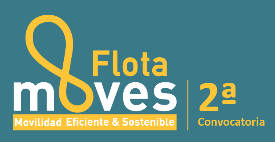 Flota
moves
Movilidad Eficiente & Sostenible
2ª
Convocatoria